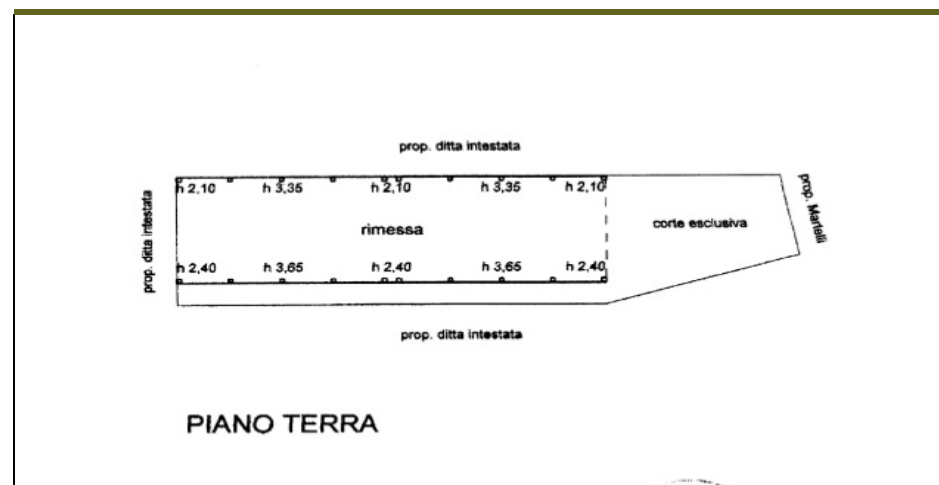 prop. ditta intestata
h 2,10 h 3,35 h 2,10 h 3,35 h 2,10
prop. ditta intestata
prop. Martelli
rimessa
corte esclusiva
h 2,40 h 3,65 h 2,40 h 3,65 h 2,40
prop. ditta intestata
PIANO TERRA